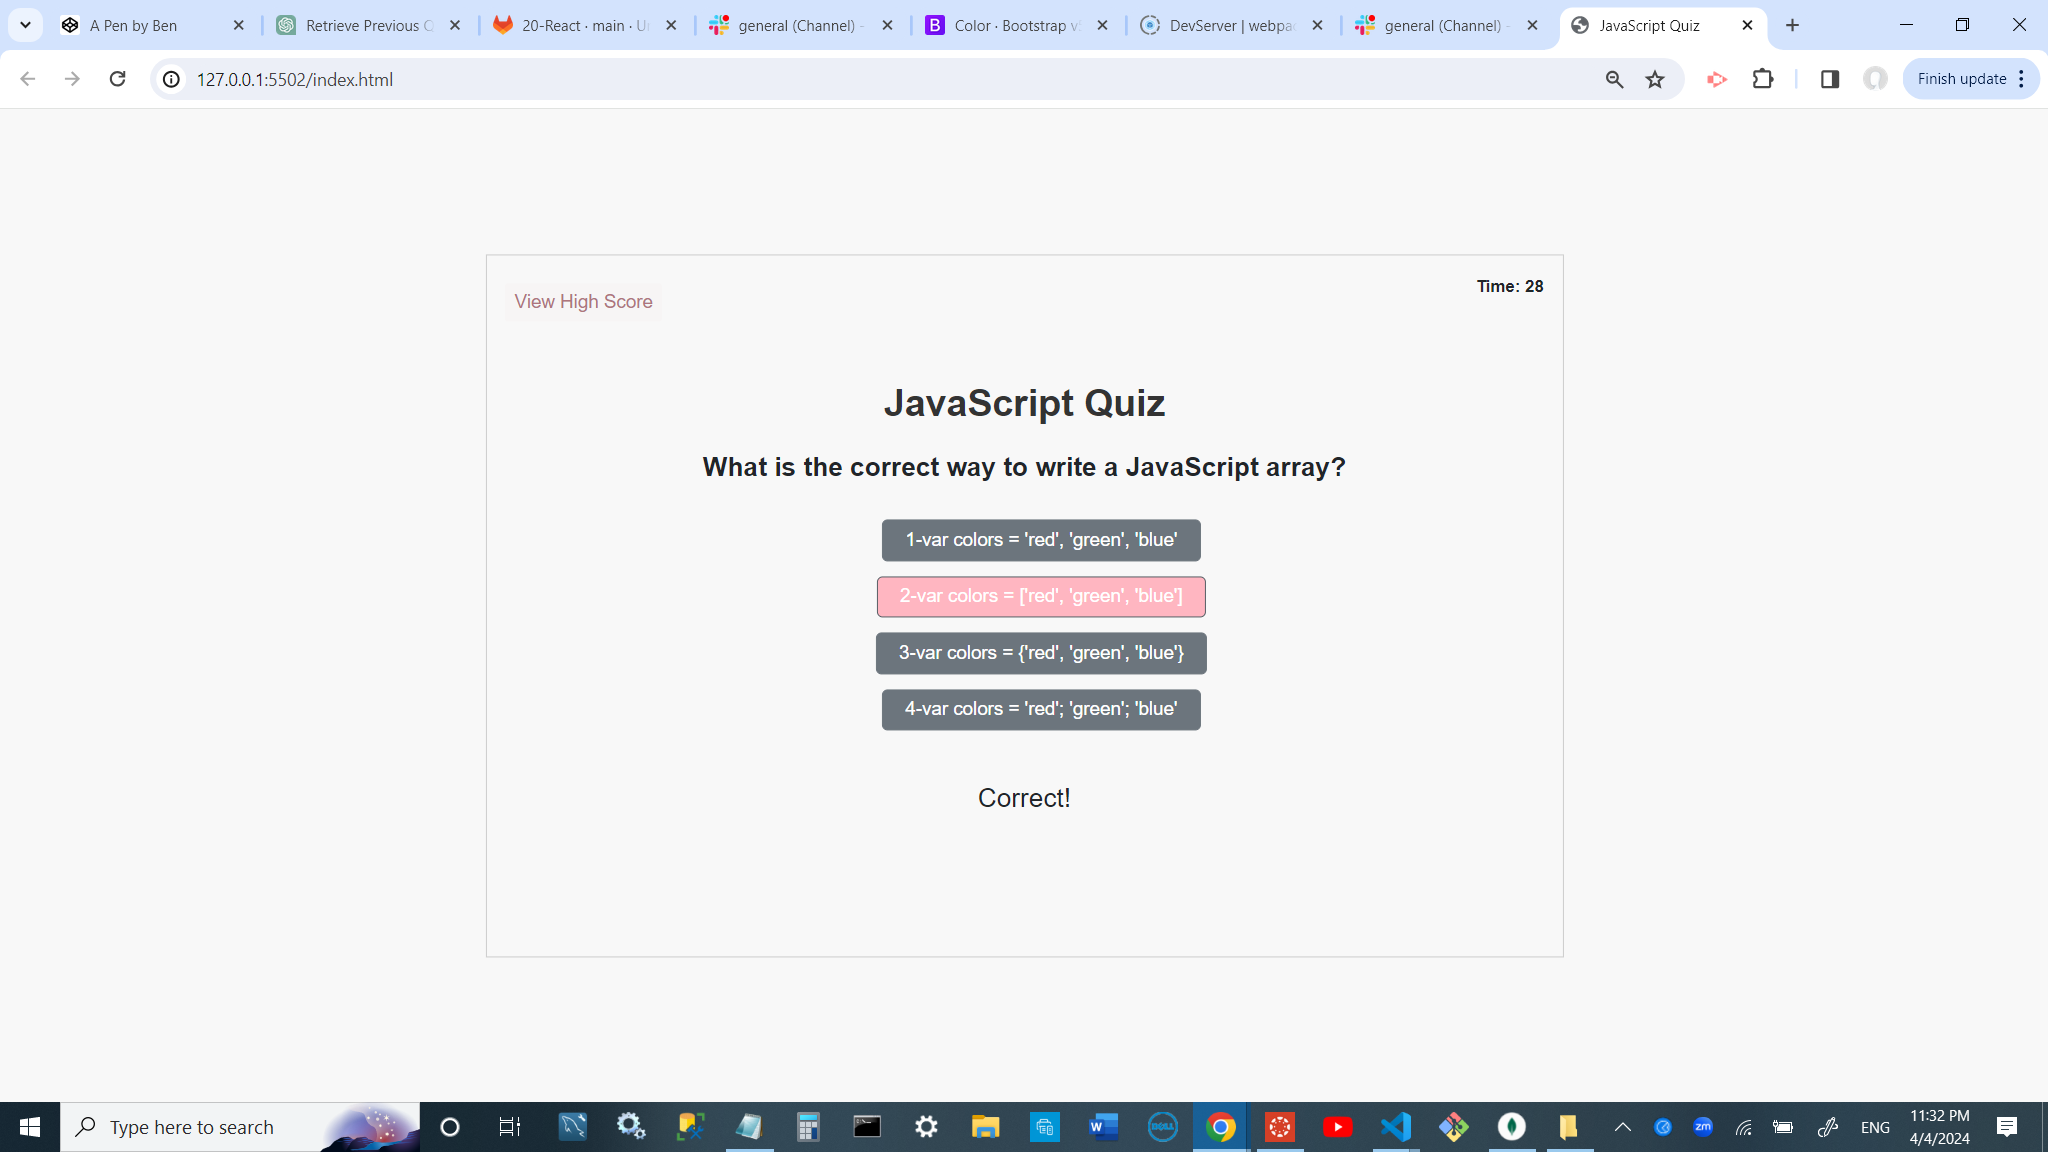 A Pen by Ben
Retrieve Previous Q
20-React · main · Ur
general (Channel) -
Color · Bootstrap v5
DevServer | webpac
general (Channel) -
JavaScript Quiz
127.0.0.1:5502/index.html
Finish update
View High Score
Time: 28
JavaScript Quiz
What is the correct way to write a JavaScript array?
1-var colors = 'red', 'green', 'blue'
2-var colors = ['red', 'green', 'blue']
3-var colors = {'red', 'green', 'blue'}
4-var colors = 'red'; 'green'; 'blue'
Correct!
Type here to search
DELL
zm
ENG
11:32 PM
4/4/2024